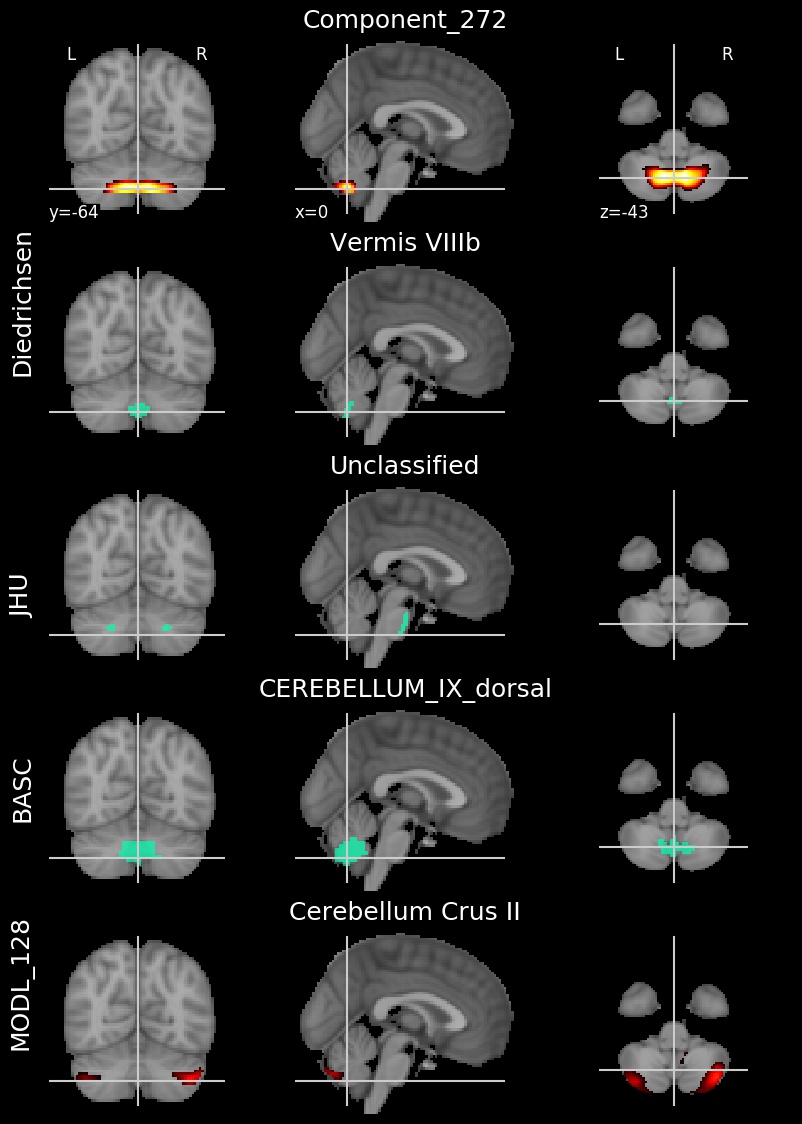 Component_272
L R L R
y=-64 x=0 z=-43
Diedrichsen
Vermis VIIIb
JHU
Unclassified
BASC
CEREBELLUM_IX_dorsal
MODL_128
Cerebellum Crus II